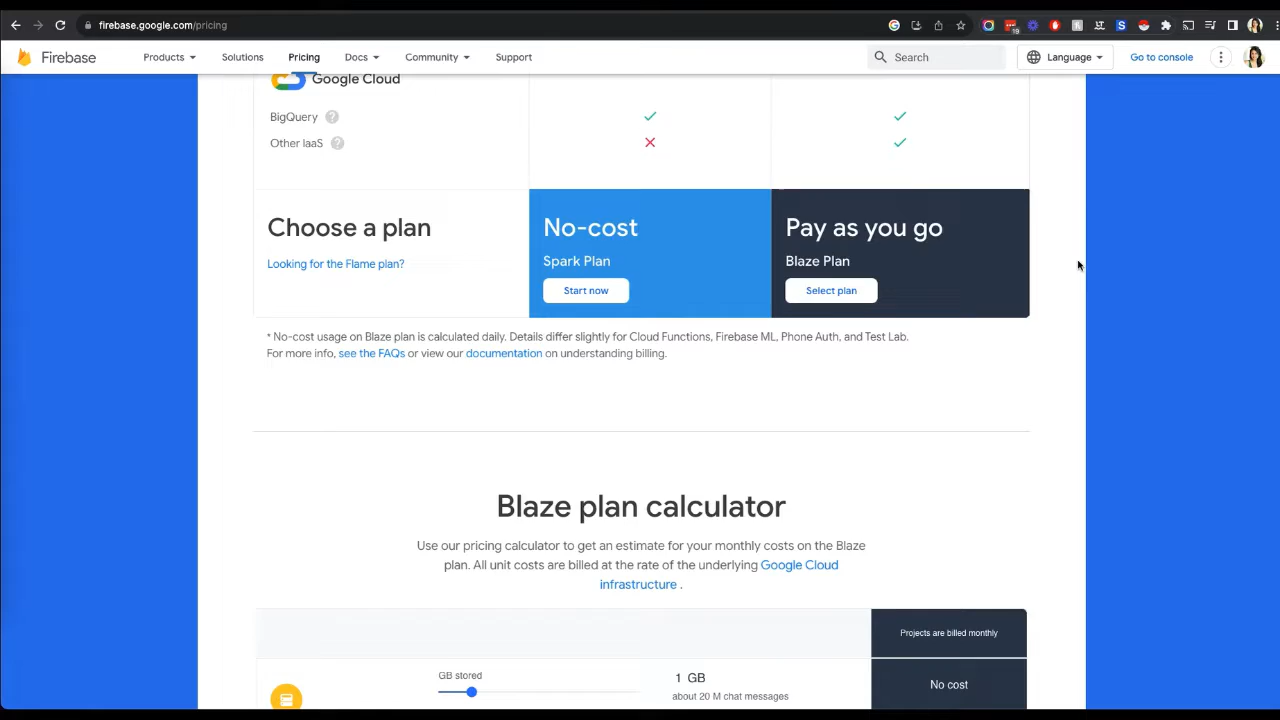 firebase.google.com/pricing
19
Firebase
Products
Solutions
Pricing
Docs
Community
Support
Search
Language
Go to console
Google Cloud
BigQuery ?
Other IaaS ?
Choose a plan
Looking for the Flame plan?
No-cost
Spark Plan
Start now
Pay as you go
Blaze Plan
Select plan
* No-cost usage on Blaze plan is calculated daily. Details differ slightly for Cloud Functions, Firebase ML, Phone Auth, and Test Lab.
For more info, see the FAQs or view our documentation on understanding billing.
Blaze plan calculator
Use our pricing calculator to get an estimate for your monthly costs on the Blaze
plan. All unit costs are billed at the rate of the underlying Google Cloud
infrastructure .
Projects are billed monthly
GB stored
1 GB
about 20 M chat messages
No cost